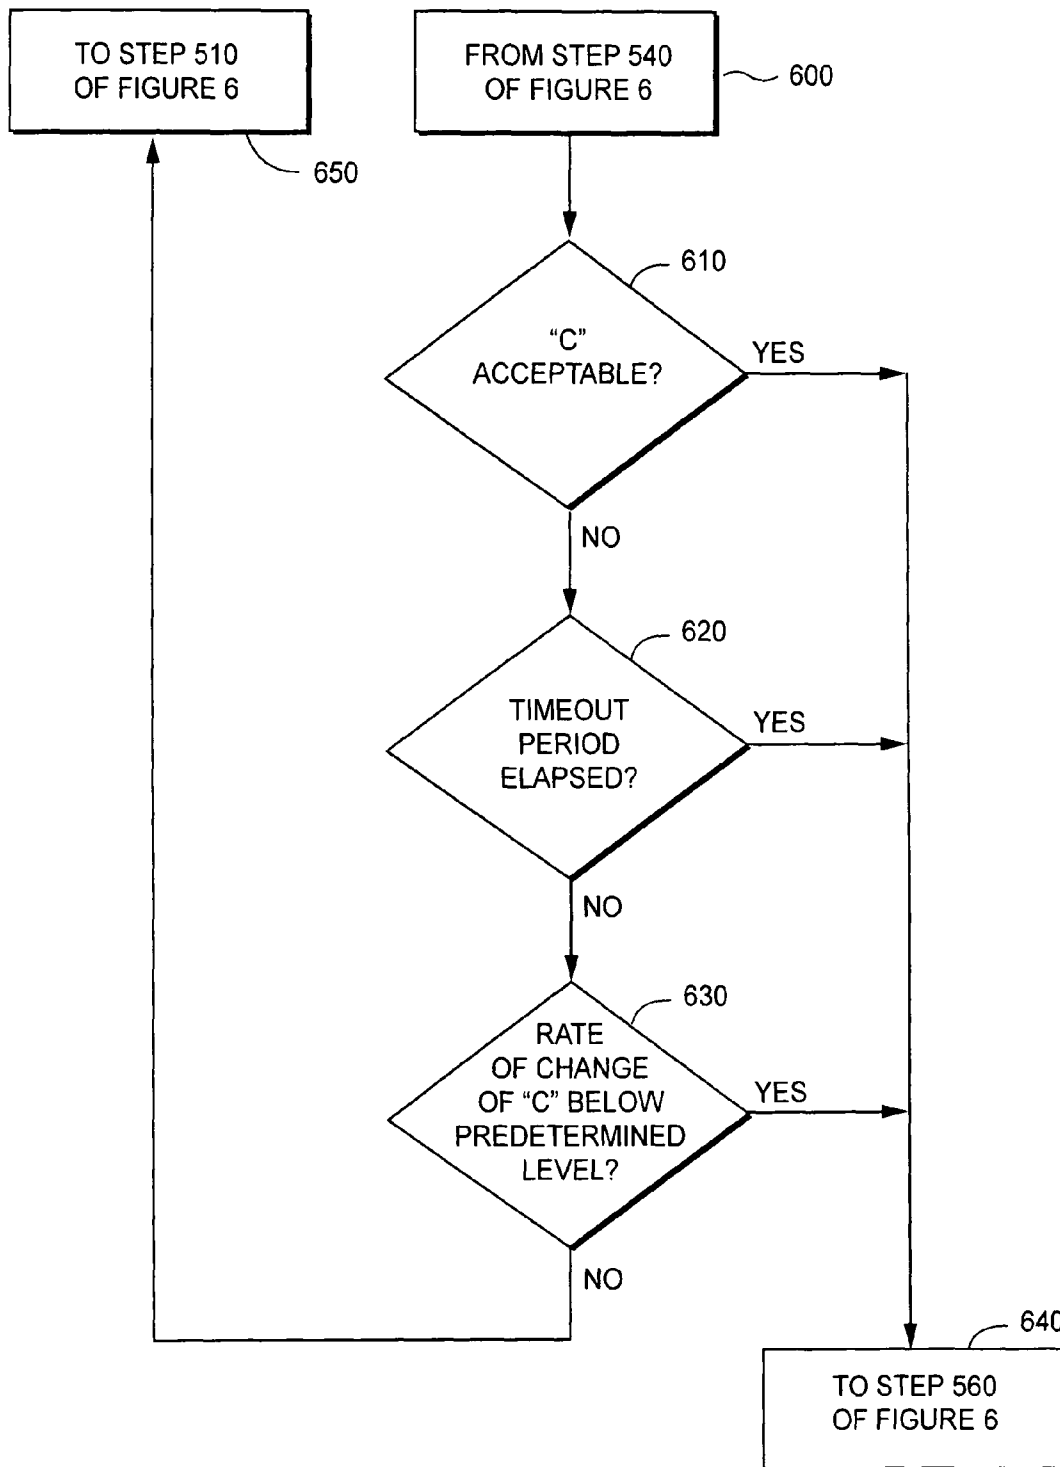 TO STEP 510
OF FIGURE 6
650
FROM STEP 540
OF FIGURE 6
600
610
“C”
ACCEPTABLE?
YES
NO
620
TIMEOUT
PERIOD
ELAPSED?
YES
NO
630
RATE
OF CHANGE
OF “C” BELOW
PREDETERMINED
LEVEL?
YES
NO
640
TO STEP 560
OF FIGURE 6